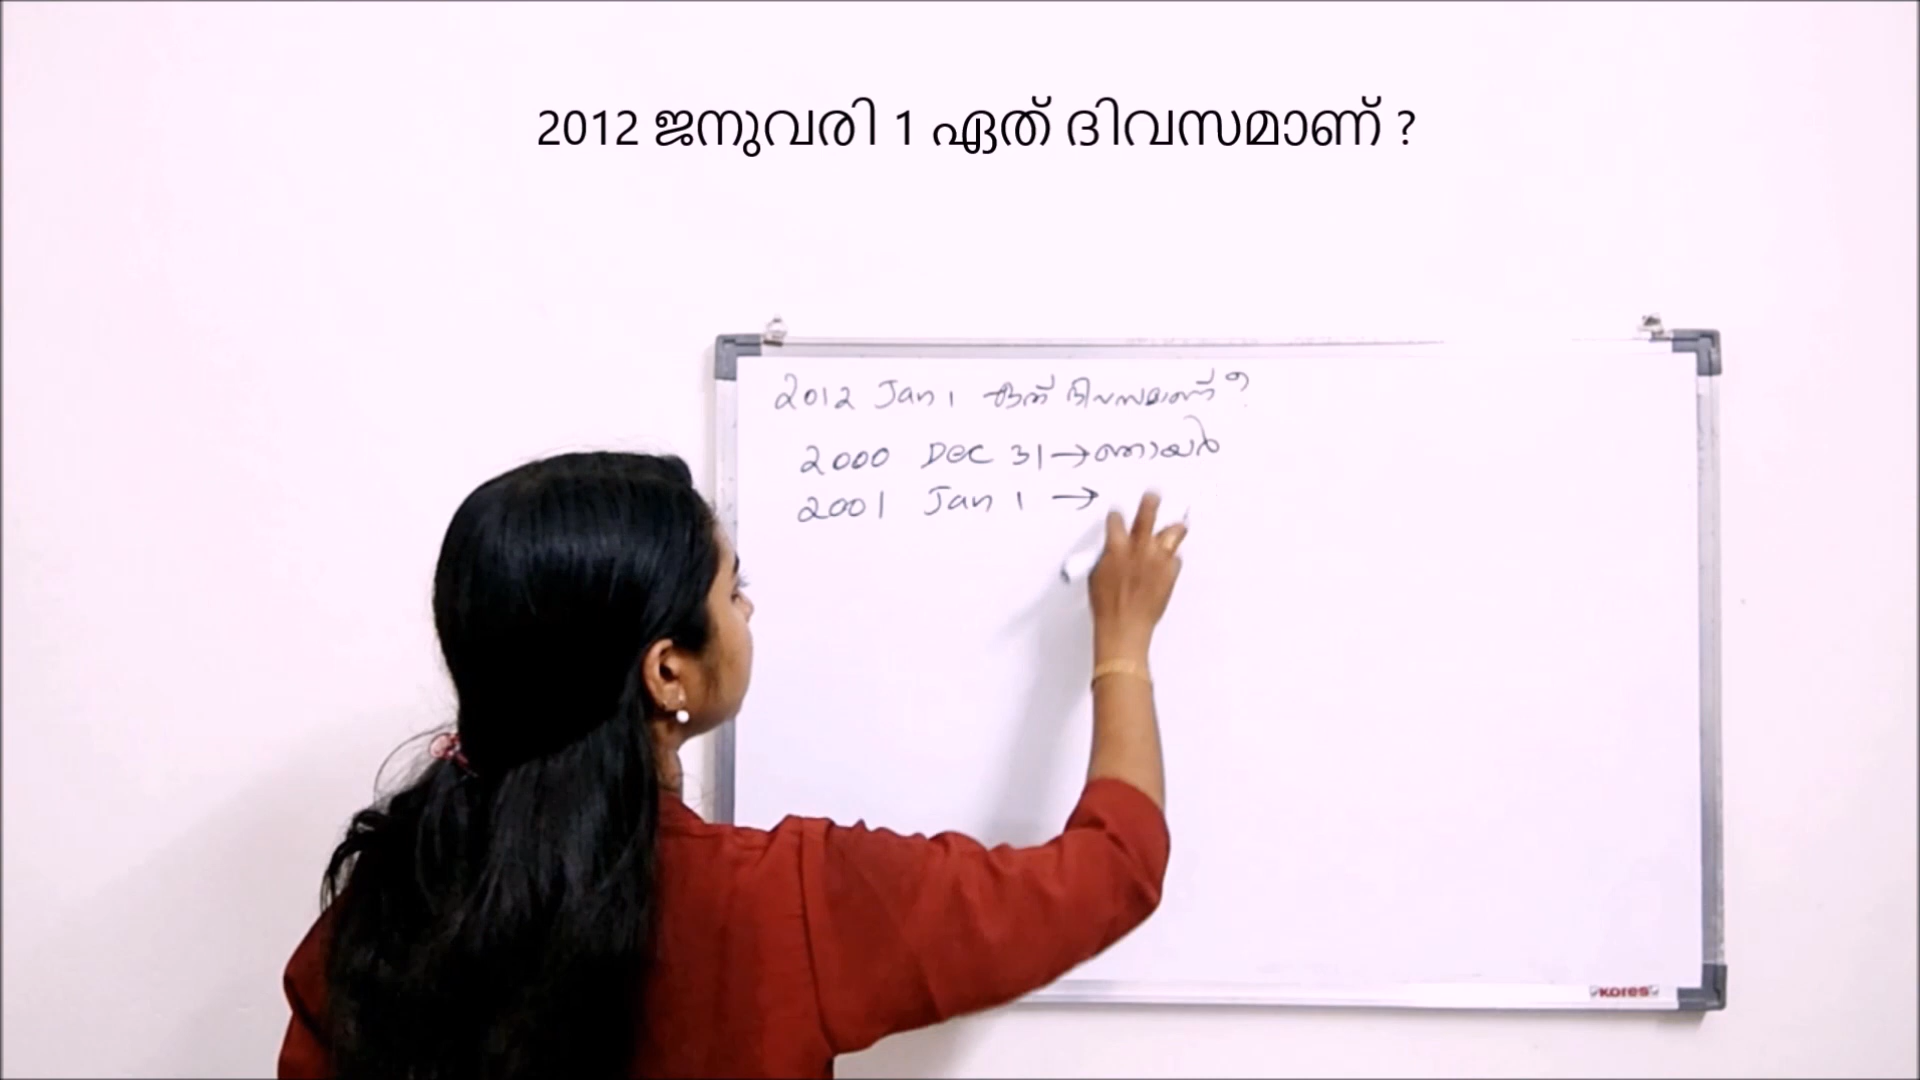 2012 ജനുവരി 1 ഏത് ദിവസമാണ് ?
2012 Jan 1 ഏത് ദിവസമാണ് ?
2000 Dec 31 → ഞായർ
2001 Jan 1 →
Kores